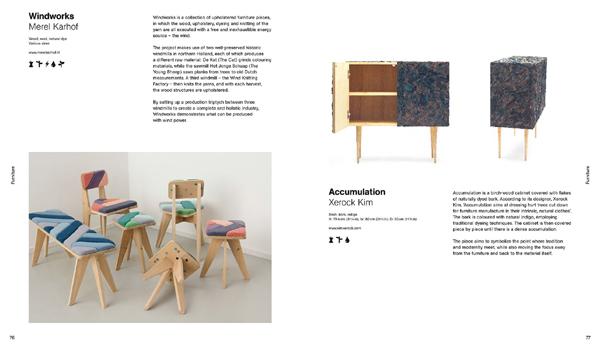 Windworks
Merel Karhof
Wood, wool, natural dye
Various sizes
www.merelkarhof.nl
Windworks is a collection of upholstered furniture pieces,
in which the wood, upholstery, dyeing and knitting of the
yarn are all executed with a free and inexhaustible energy
source – the wind.
The project makes use of two well-preserved historic
windmills in northern Holland, each of which produces
a different raw material: De Kat (The Cat) grinds colouring
materials, while the sawmill Het Jonge Schaap (The
Young Sheep) saws planks from trees to old Dutch
measurements. A third windmill – the Wind Knitting
Factory – then knits the yarns, and with each harvest,
the wood structures are upholstered.
By setting up a production triptych between three
windmills to create a complete and holistic industry,
Windworks demonstrates what can be produced
with wind power.
Furniture
76
Accumulation
Xerock Kim
Birch, bark, indigo
www.xerockkim.com
Accumulation is a birch-wood cabinet covered with flakes
of naturally dyed bark. According to its designer, Xerock
Kim, 'Accumulation aims at dressing hurt trees cut down
for furniture manufacture in their intrinsic, natural clothes'.
The bark is coloured with natural indigo, employing
traditional dyeing techniques. The cabinet is then covered
piece by piece until there is a dense accumulation.
The piece aims to symbolize the point where tradition
and modernity meet, while and moving the focus away
from the furniture and back to the material itself.
Furniture
77